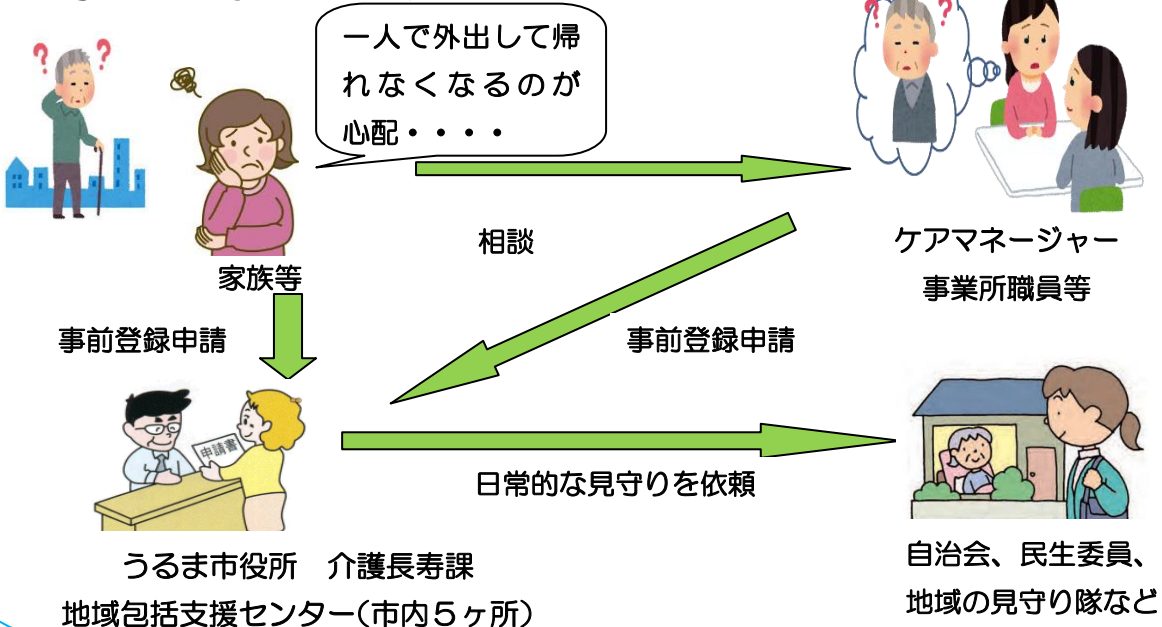 一人で外出して帰
れなくなるのが
心配・・・・
相談
ケアマネージャー
事業所職員等
家族等
事前登録申請
事前登録申請
申請書
日常的な見守りを依頼
うるま市役所　介護長寿課
地域包括支援センター(市内５ヶ所)
自治会、民生委員、
地域の見守り隊など